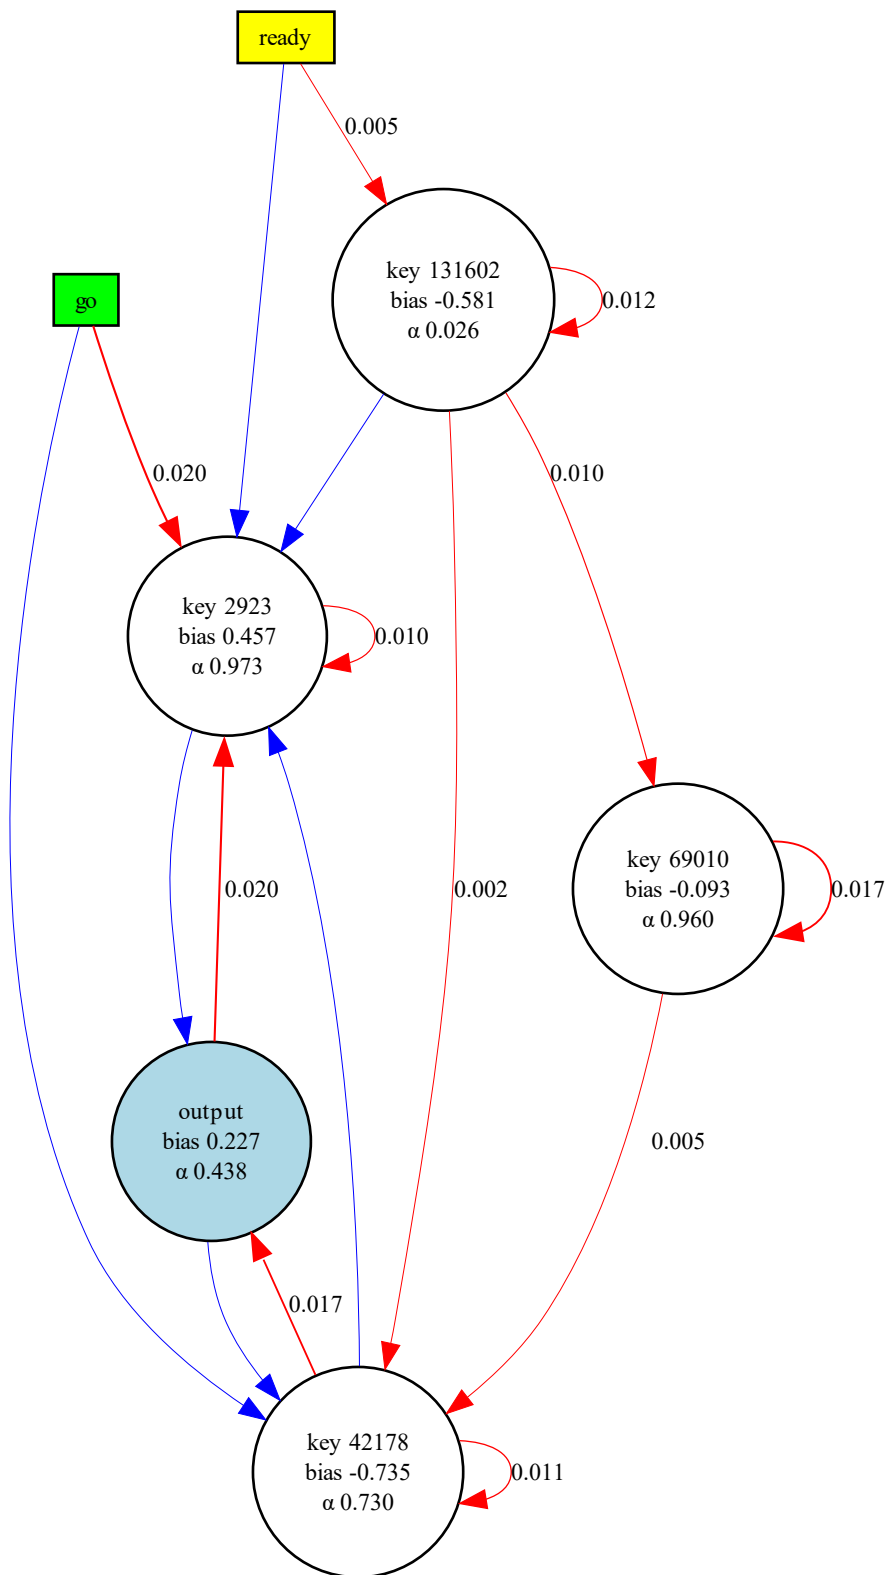 ready
0.005
key 131602
bias -0.581
α 0.026
0.012
go
0.020
0.010
key 2923
bias 0.457
α 0.973
0.010
key 69010
bias -0.093
α 0.960
0.017
0.020
0.002
output
bias 0.227
α 0.438
0.005
0.017
key 42178
bias -0.735
α 0.730
0.011